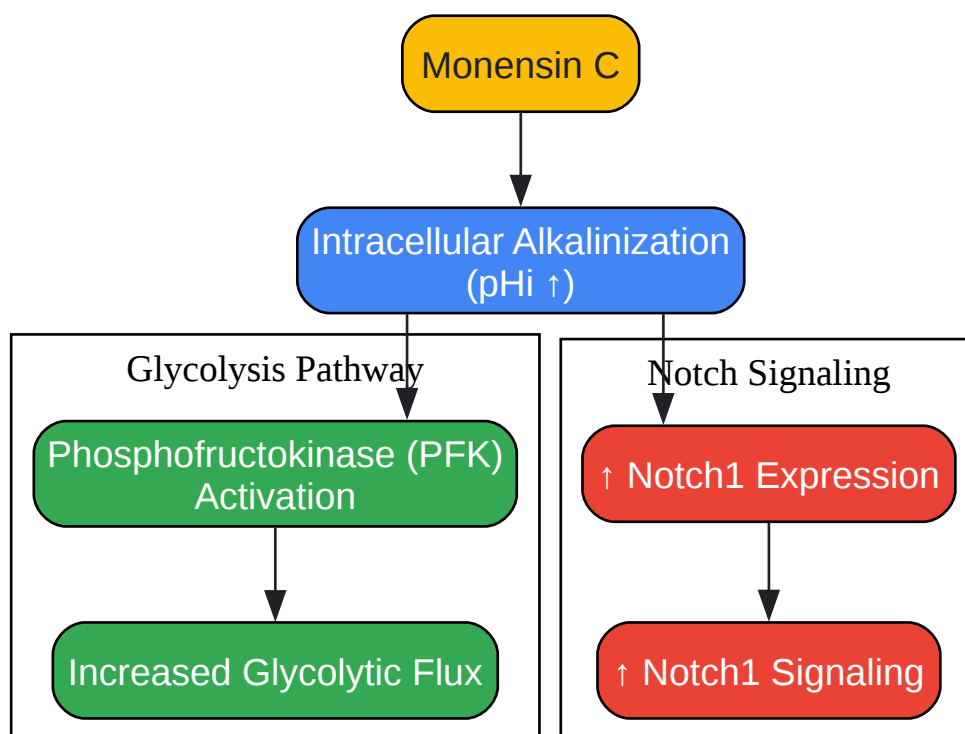 Monensin C
Intracellular Alkalinization
(pHi ↑)
Glycolysis Pathway
Phosphofructokinase (PFK)
Activation
Increased Glycolytic Flux
Notch Signaling
↑ Notch1 Expression
↑ Notch1 Signaling